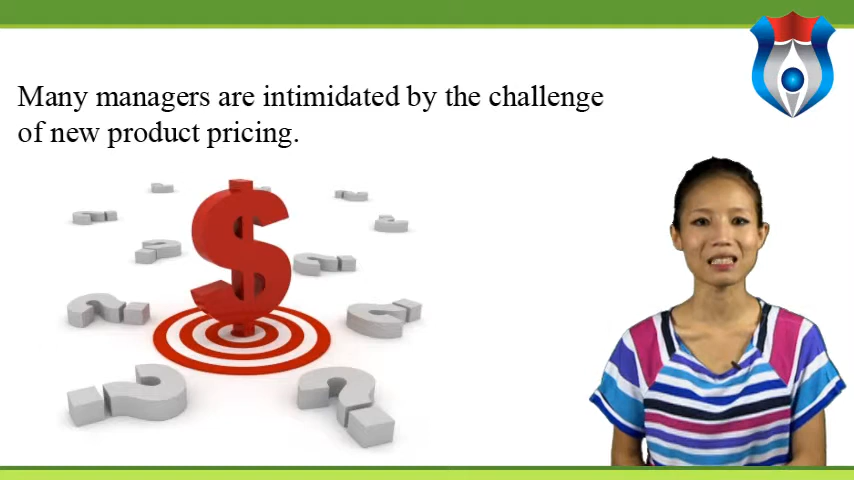 Many managers are intimidated by the challenge
of new product pricing.